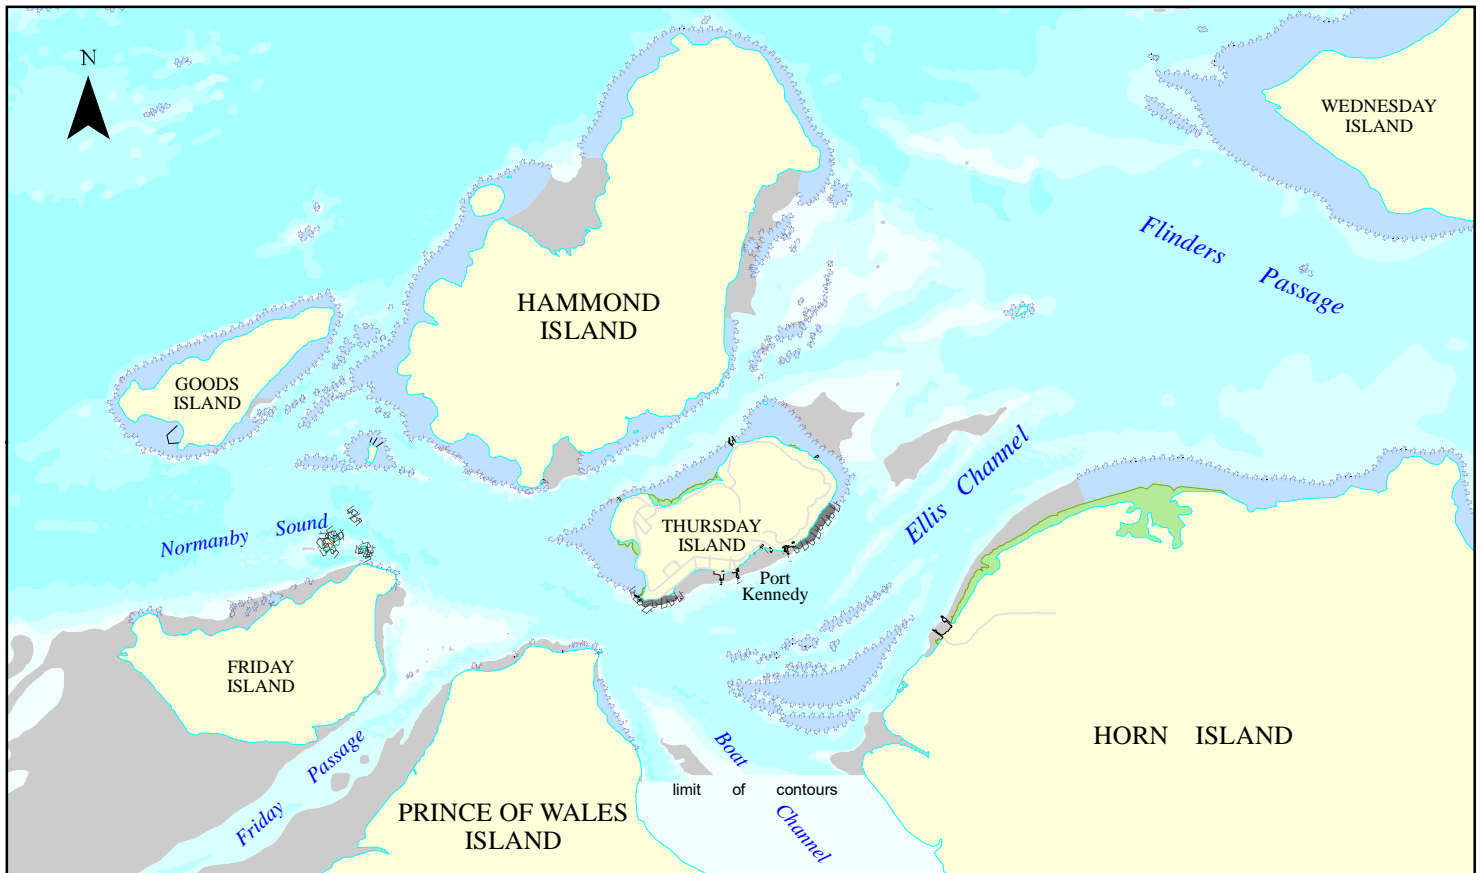 N
WEDNESDAY
ISLAND
Flinders Passage
HAMMOND
ISLAND
GOODS
ISLAND
Ellis Channel
Normanby Sound
THURSDAY
ISLAND
Port
Kennedy
FRIDAY
ISLAND
Friday Passage
Boat Channel
HORN ISLAND
limit of contours
PRINCE OF WALES
ISLAND